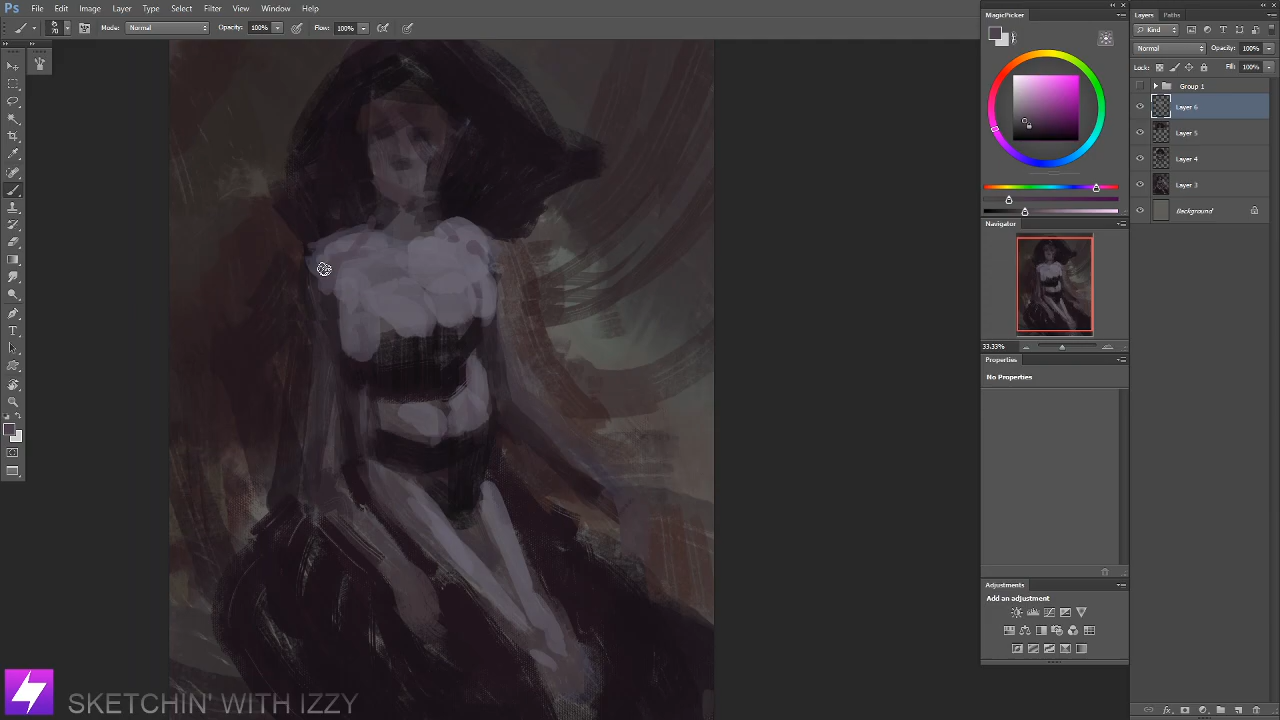 Ps File Edit Image Layer Type Select Filter View Window Help
70 Mode: Normal Opacity: 100% Flow: 100%
MagicPicker
Navigator
33.33%
Properties
No Properties
Adjustments
Add an adjustment
Layers Paths
Kind
Normal Opacity: 100%
Lock: Fill: 100%
Group 1
Layer 6
Layer 5
Layer 4
Layer 3
Background
fx
SKETCHIN' WITH IZZY